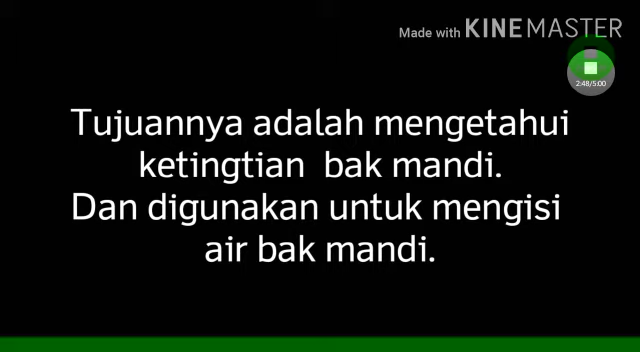 Made with KINEMASTER
2:48/5:00
Tujuannya adalah mengetahui
ketingtian bak mandi.
Dan digunakan untuk mengisi
air bak mandi.